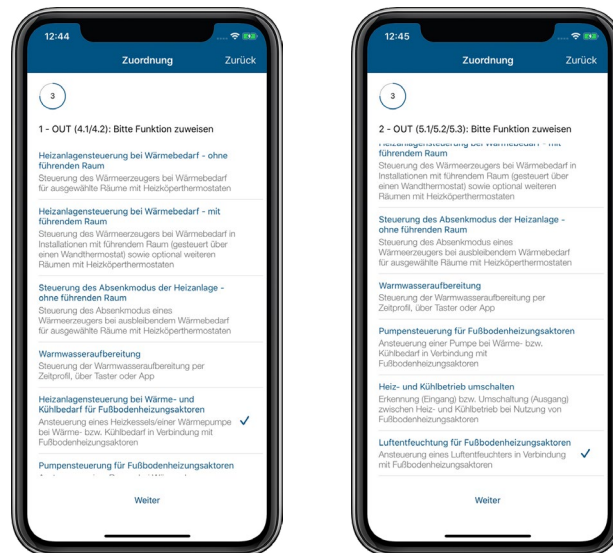 12:44
Zuordnung
Zurück
3
1 - OUT (4.1/4.2): Bitte Funktion zuweisen
Heizanlagensteuerung bei Wärmebedarf - ohne
führenden Raum
Steuerung des Wärmeerzeugers bei Wärmebedarf
für ausgewählte Räume mit Heizköperthermostaten
Heizanlagensteuerung bei Wärmebedarf - mit
führendem Raum
Steuerung des Wärmeerzeugers bei Wärmebedarf in
Installationen mit führendem Raum (gesteuert über
einen Wandthermostat) sowie optional weiteren
Räumen mit Heizköperthermostaten
Steuerung des Absenkmodus der Heizanlage -
ohne führenden Raum
Steuerung des Absenkmodus eines
Wärmeerzeugers bei ausbleibendem Wärmebedarf
für ausgewählte Räume mit Heizköperthermostaten
Warmwasseraufbereitung
Steuerung der Warmwasseraufbereitung per
Zeitprofil, über Taster oder App
Heizanlagensteuerung bei Wärme- und
Kühlbedarf für Fußbodenheizungsaktoren
Ansteuerung eines Heizkessels/einer Wärmepumpe
bei Wärme- bzw. Kühlbedarf in Verbindung mit
Fußbodenheizungsaktoren
Pumpensteuerung für Fußbodenheizungsaktoren
Weiter
12:45
Zuordnung
Zurück
3
2 - OUT (5.1/5.2/5.3): Bitte Funktion zuweisen
Heizanlagensteuerung bei Wärmebedarf - mit
führendem Raum
Steuerung des Wärmeerzeugers bei Wärmebedarf in
Installationen mit führendem Raum (gesteuert über
einen Wandthermostat) sowie optional weiteren
Räumen mit Heizköperthermostaten
Steuerung des Absenkmodus der Heizanlage -
ohne führenden Raum
Steuerung des Absenkmodus eines
Wärmeerzeugers bei ausbleibendem Wärmebedarf
für ausgewählte Räume mit Heizköperthermostaten
Warmwasseraufbereitung
Steuerung der Warmwasseraufbereitung per
Zeitprofil, über Taster oder App
Pumpensteuerung für Fußbodenheizungsaktoren
Ansteuerung einer Pumpe bei Wärme- bzw.
Kühlbedarf in Verbindung mit
Fußbodenheizungsaktoren
Heiz- und Kühlbetrieb umschalten
Erkennung (Eingang) bzw. Umschaltung (Ausgang)
zwischen Heiz- und Kühlbetrieb bei Nutzung von
Fußbodenheizungsaktoren
Luftentfeuchtung für Fußbodenheizungsaktoren
Ansteuerung eines Luftentfeuchters in Verbindung
mit Fußbodenheizungsaktoren
Weiter